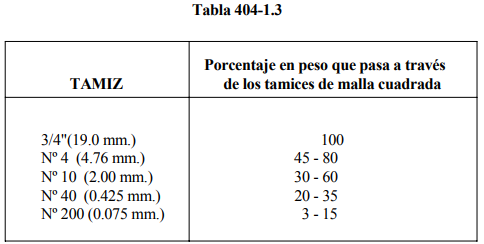 Tabla 404-1.3
TAMIZ
Porcentaje en peso que pasa a través
de los tamices de malla cuadrada
3/4"(19.0 mm.) 100
Nº 4 (4.76 mm.) 45 - 80
Nº 10 (2.00 mm.) 30 - 60
Nº 40 (0.425 mm.) 20 - 35
Nº 200 (0.075 mm.) 3 - 15